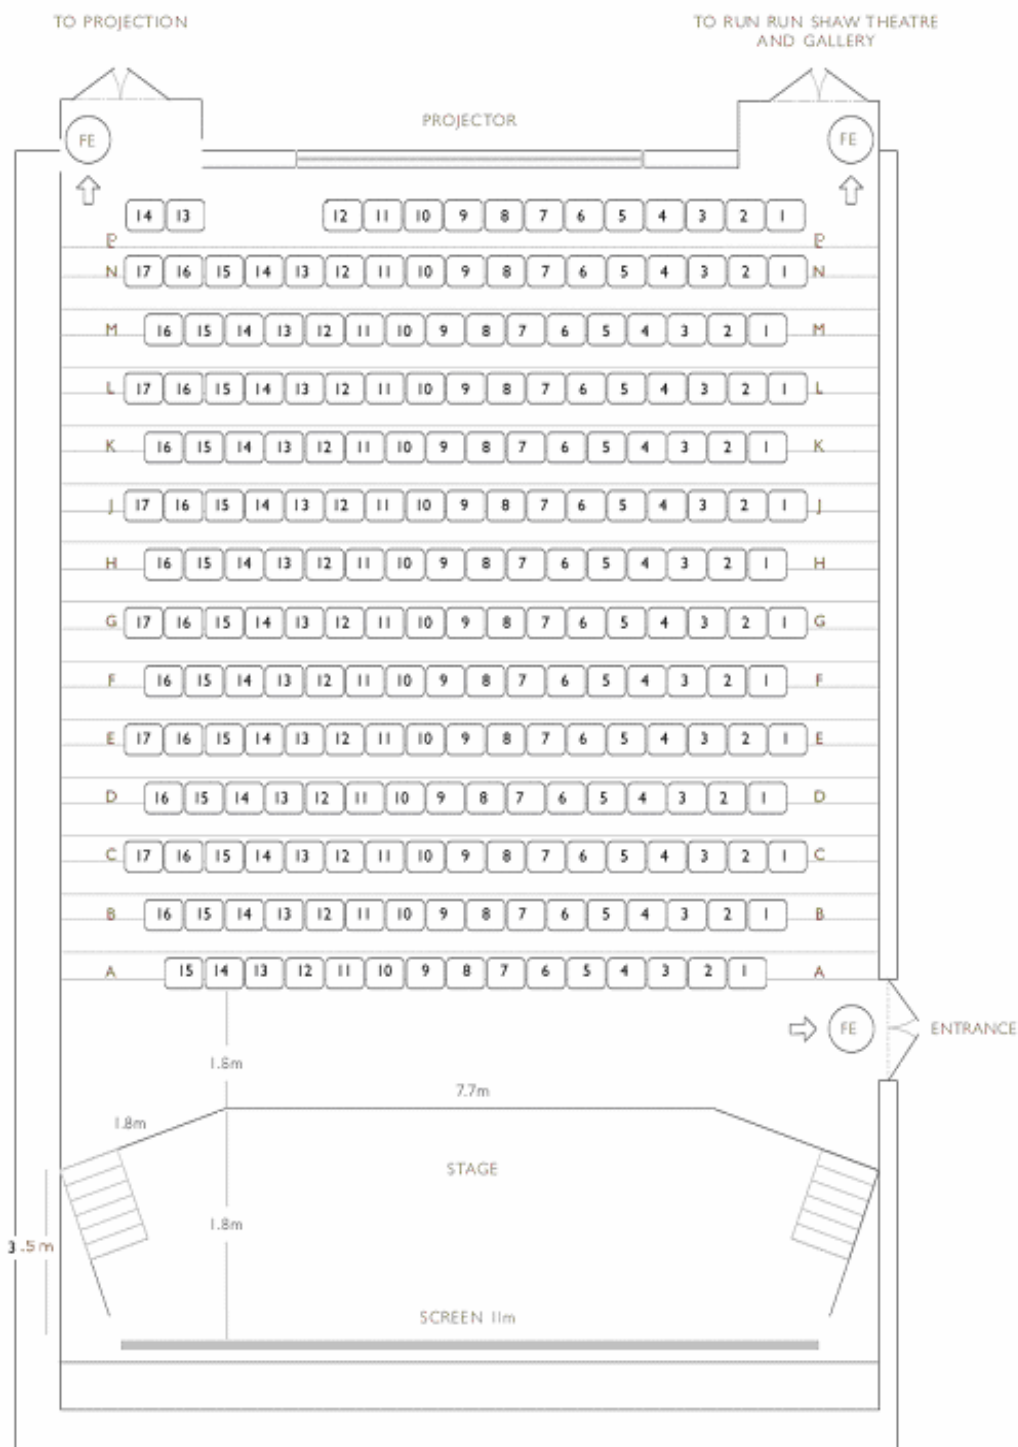 TO PROJECTION
TO RUN RUN SHAW THEATRE
AND GALLERY
PROJECTOR
FE FE
14 13 12 11 10 9 8 7 6 5 4 3 2 1
P P
N 17 16 15 14 13 12 11 10 9 8 7 6 5 4 3 2 1 N
M 16 15 14 13 12 11 10 9 8 7 6 5 4 3 2 1 M
L 17 16 15 14 13 12 11 10 9 8 7 6 5 4 3 2 1 L
K 16 15 14 13 12 11 10 9 8 7 6 5 4 3 2 1 K
J 17 16 15 14 13 12 11 10 9 8 7 6 5 4 3 2 1 J
H 16 15 14 13 12 11 10 9 8 7 6 5 4 3 2 1 H
G 17 16 15 14 13 12 11 10 9 8 7 6 5 4 3 2 1 G
F 16 15 14 13 12 11 10 9 8 7 6 5 4 3 2 1 F
E 17 16 15 14 13 12 11 10 9 8 7 6 5 4 3 2 1 E
D 16 15 14 13 12 11 10 9 8 7 6 5 4 3 2 1 D
C 17 16 15 14 13 12 11 10 9 8 7 6 5 4 3 2 1 C
B 16 15 14 13 12 11 10 9 8 7 6 5 4 3 2 1 B
A 15 14 13 12 11 10 9 8 7 6 5 4 3 2 1 A
FE ENTRANCE
1.8m
7.7m
1.8m
STAGE
1.8m
3.5m
SCREEN 11m